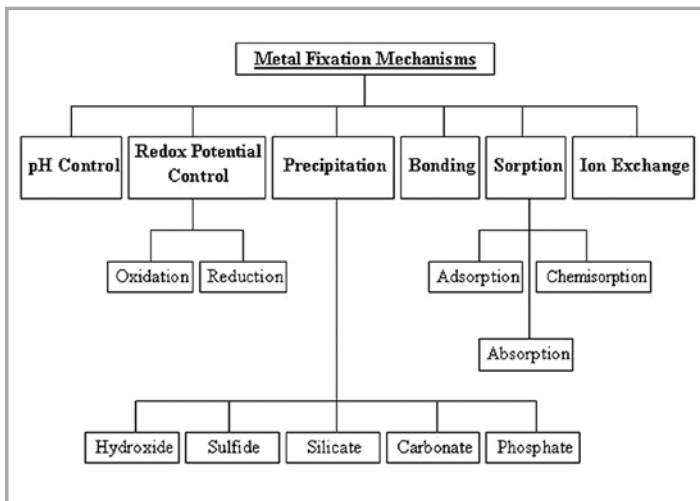 Metal Fixation Mechanisms
pH Control
Redox Potential
Control
Precipitation
Bonding
Sorption
Ion Exchange
Oxidation
Reduction
Adsorption
Chemisorption
Absorption
Hydroxide
Sulfide
Silicate
Carbonate
Phosphate